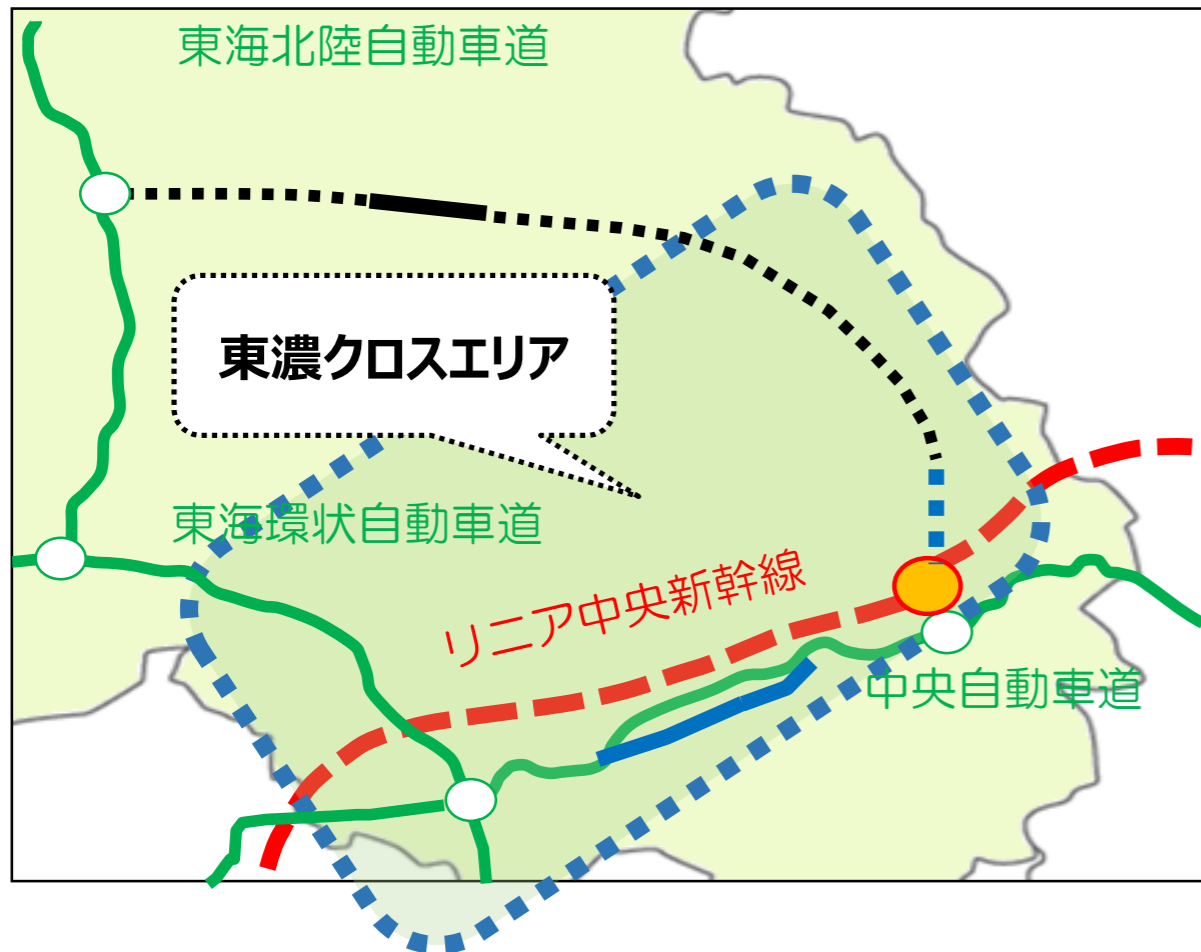 東海北陸自動車道
東濃クロスエリア
東海環状自動車道
リニア中央新幹線
中央自動車道